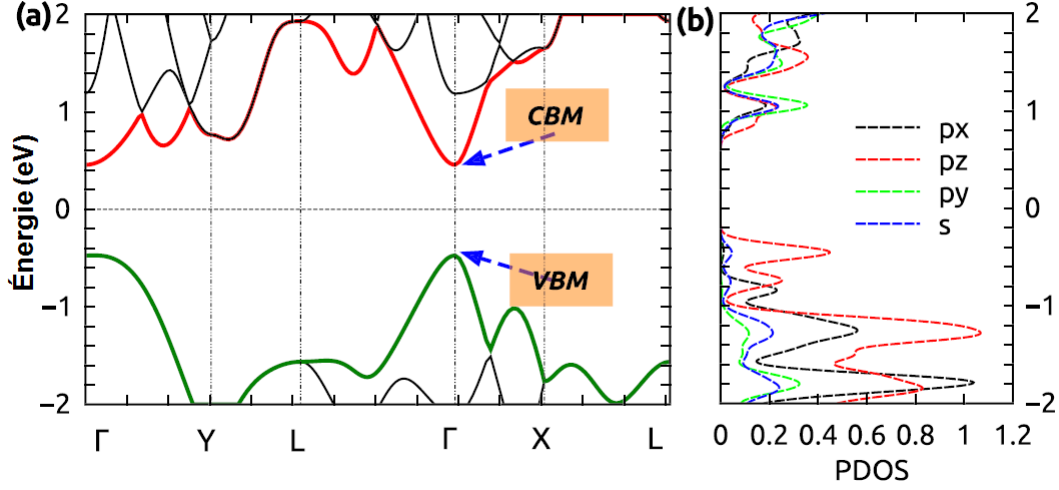 (a)
(b)
Énergie (eV)
2
1
0
−1
−2
CBM
VBM
Γ
Y
L
Γ
X
L
px
pz
py
s
2
1
0
−1
−2
0
0.2
0.4
0.6
0.8
1
1.2
PDOS